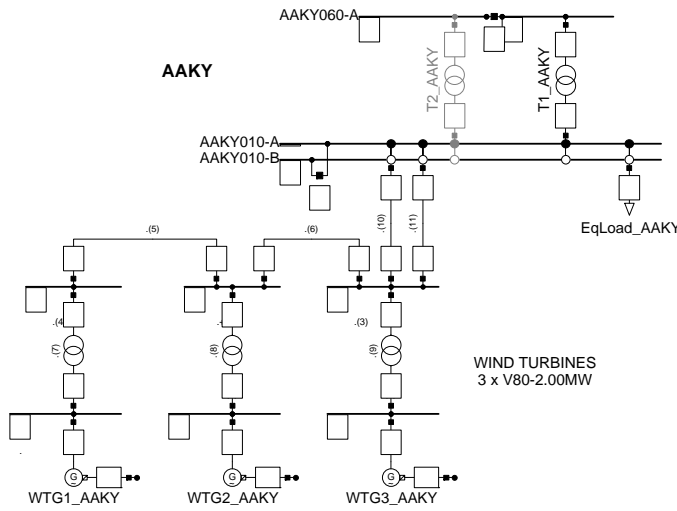 AAKY060-A
AAKY
T2_AAKY
T1_AAKY
AAKY010-A
AAKY010-B
EqLoad_AAKY
.(10)
.(11)
.(5)
.(6)
.(4
.(3)
.(7)
.(8)
.(9)
WIND TURBINES
3 x V80-2.00MW
G
G
G
WTG1_AAKY
WTG2_AAKY
WTG3_AAKY